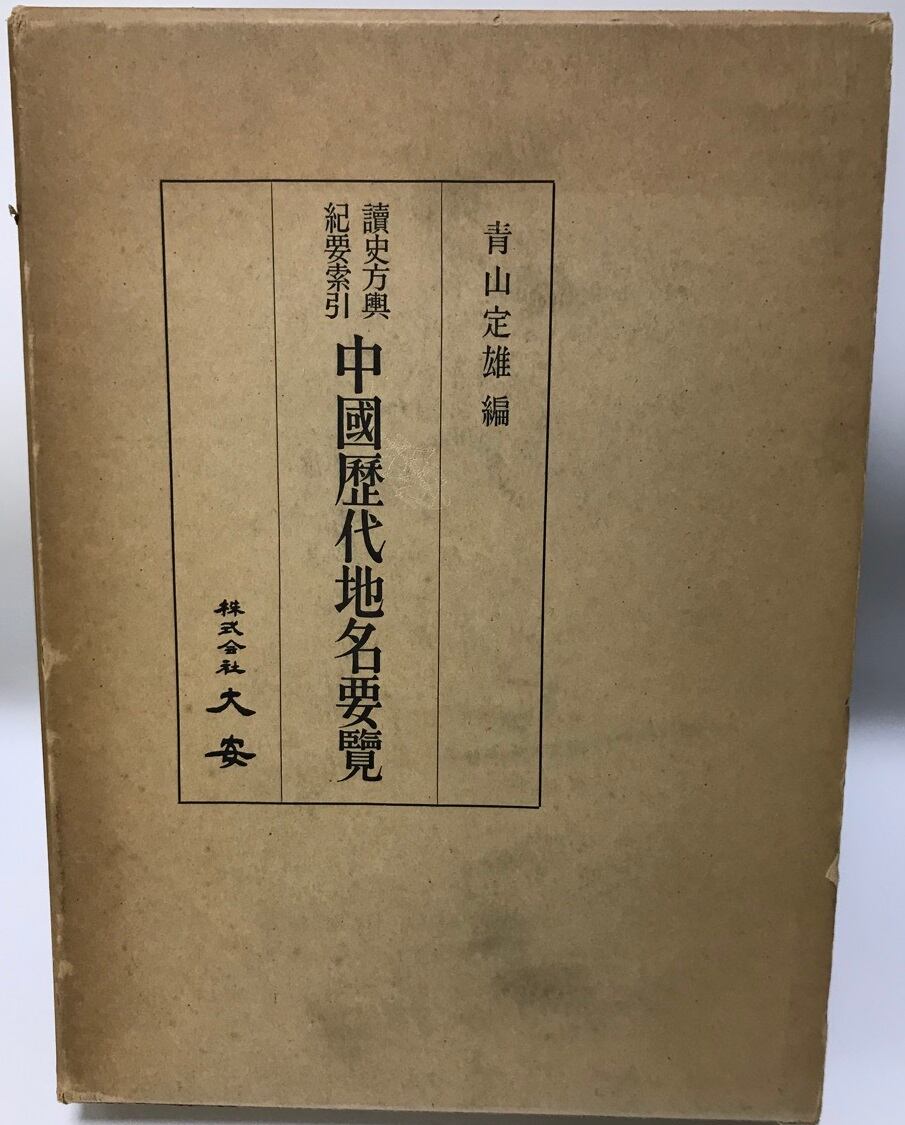 青山定雄編
讀史方輿
紀要索引
中國歷代地名要覽
株式会社大安